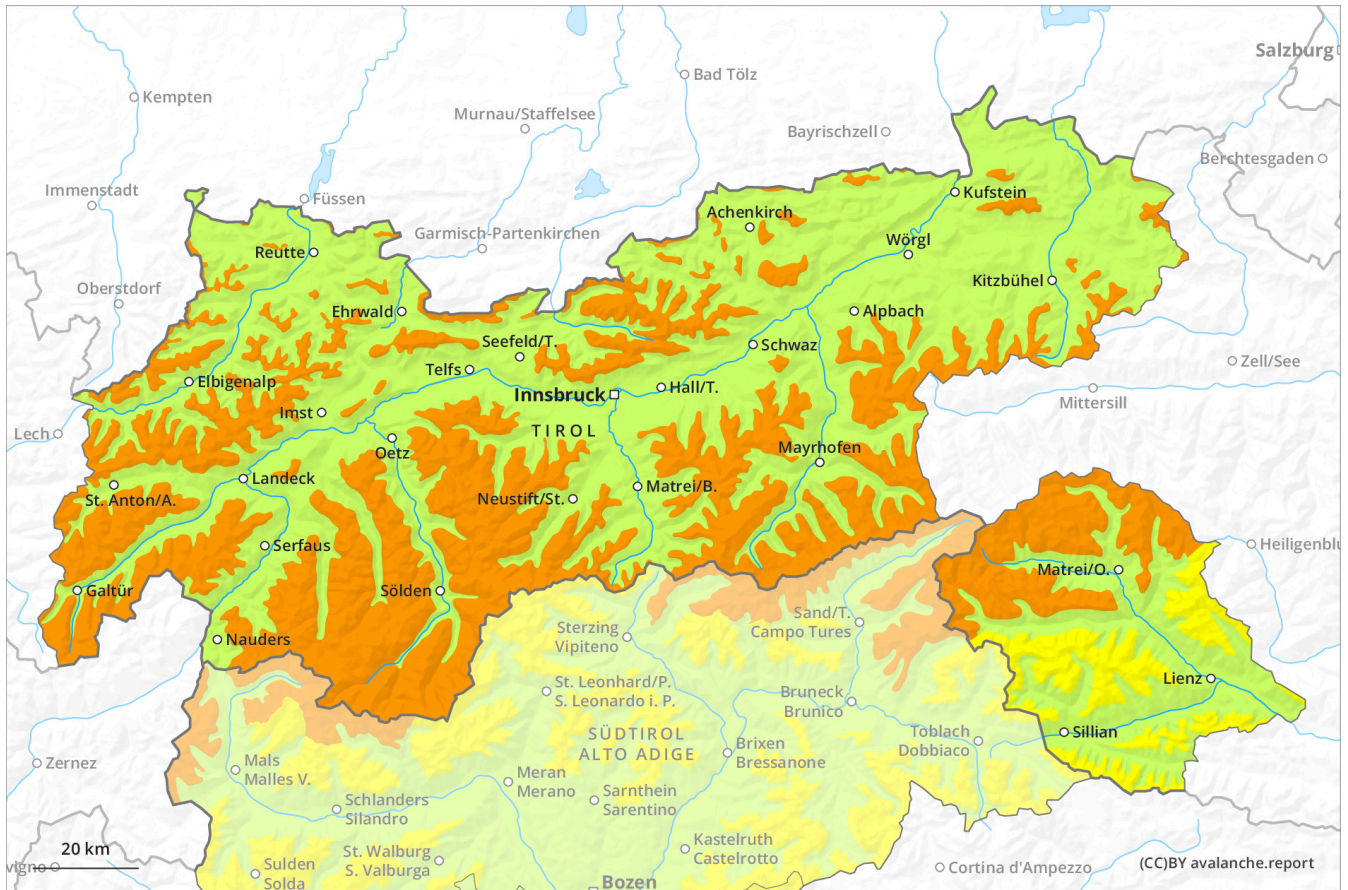 Salzburg
Bad Tölz
Kempten
Murnau/Staffelsee
Bayrischzell
Berchtesgaden
Immenstadt
Füssen
Kufstein
Achenkirch
Garmisch-Partenkirchen
Wörgl
Reutte
Oberstdorf
Kitzbühel
Ehrwald
Alpbach
Seefeld/T.
Schwaz
Zell/See
Telfs
Elbigenalp
Hall/T.
Innsbruck
Mittersill
Imst
TIROL
Lech
Oetz
Mayrhofen
Landeck
Matrei/B.
St. Anton/A.
Neustift/St.
Serfaus
Heiligenblu
Matrei/O.
Galtür
Sölden
Sand/T.
Campo Tures
Sterzing
Vipiteno
Nauders
Lienz
St. Leonhard/P.
S. Leonardo i. P.
Bruneck
Brunico
Sillian
SÜDTIROL
ALTO ADIGE
Toblach
Dobbiaco
Brixen
Bressanone
Zernez
Mals
Malles V.
Meran
Merano
Sarnthein
Sarentino
Schlanders
Silandro
Kastelruth
Castelrotto
20 km
St. Walburg
S. Valburga
vigno
Sulden
Solda
Cortina d'Ampezzo
(CC)BY avalanche.report
Bozen